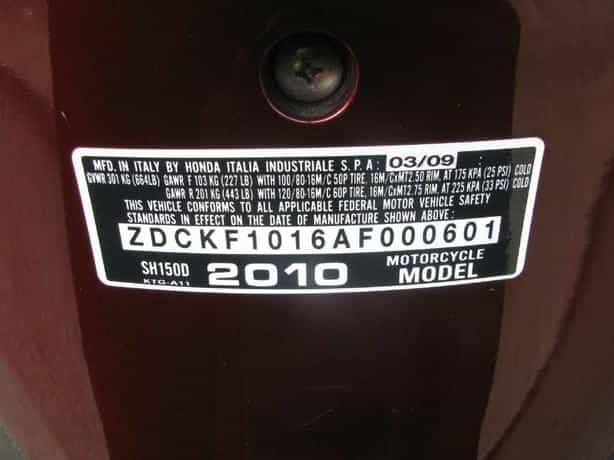 MFD. IN ITALY BY HONDA ITALIA INDUSTRIALE S.P.A: 03/09
GVWR 301 KG (664LB) GAWR F 103 KG (227 LB) WITH 100/80-16M/C 50P TIRE, 16M/CxMT2.50 RIM, AT 175 KPA (25 PSI) COLD
GAWR R 201 KG (443 LB) WITH 120/80-16M/C 60P TIRE, 16M/CxMT2.75 RIM, AT 225 KPA (33 PSI) COLD
THIS VEHICLE CONFORMS TO ALL APPLICABLE FEDERAL MOTOR VEHICLE SAFETY
STANDARDS IN EFFECT ON THE DATE OF MANUFACTURE SHOWN ABOVE:
ZDCKF1016AF000601
SH150D 2010 MOTORCYCLE
KTG-A11 MODEL